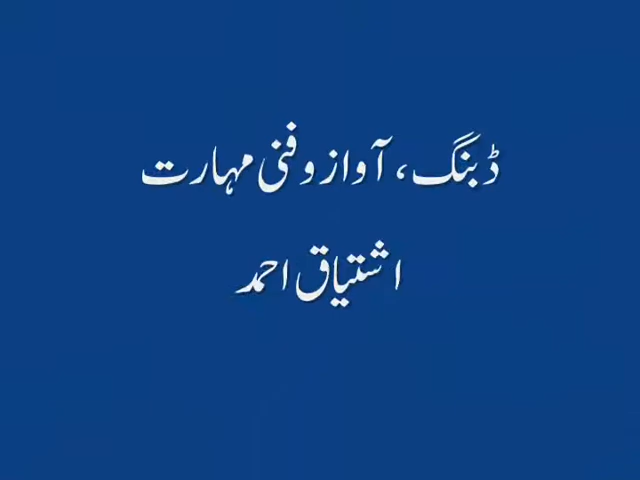 ڈبنگ، آواز و فنی مہارت
اشتیاق احمد